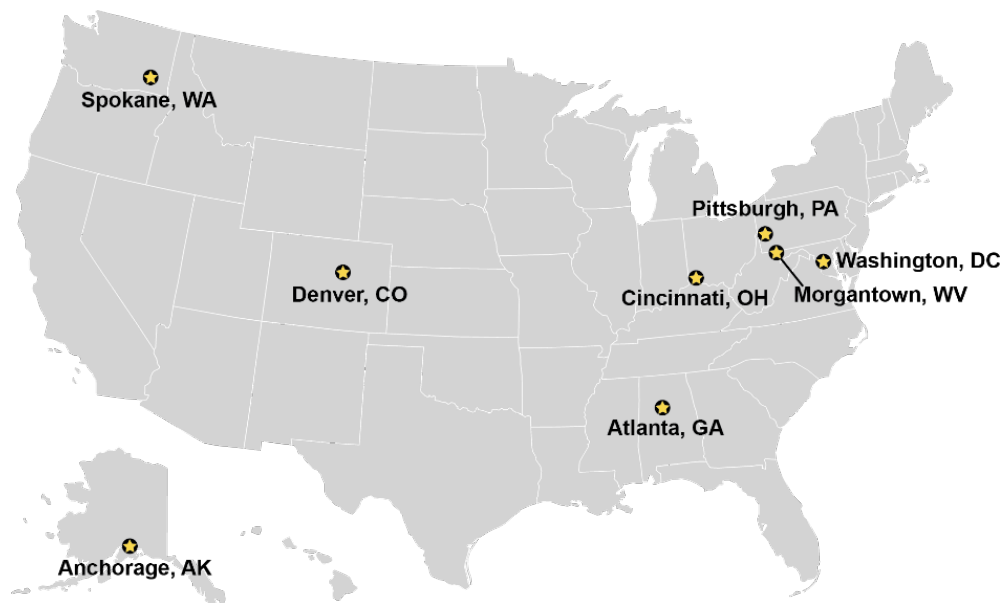 Spokane, WA
Pittsburgh, PA
Washington, DC
Denver, CO
Cincinnati, OH
Morgantown, WV
Atlanta, GA
Anchorage, AK